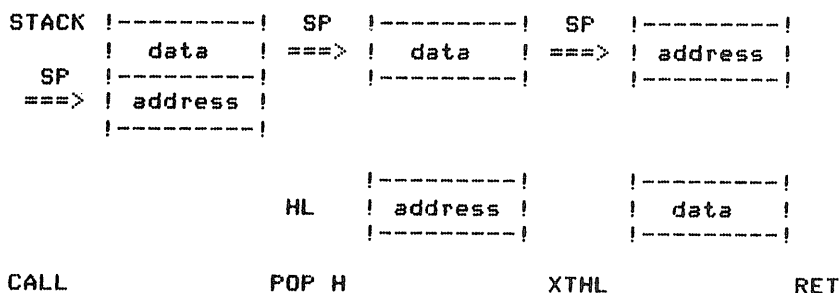 STACK !---------! SP !---------! SP !---------!
! data ! ===> ! data ! ===> ! address !
SP !---------! !---------! !---------!
===> ! address !
!---------!
!---------! !---------!
HL ! address ! ! data !
!---------! !---------!
CALL POP H XTHL RET